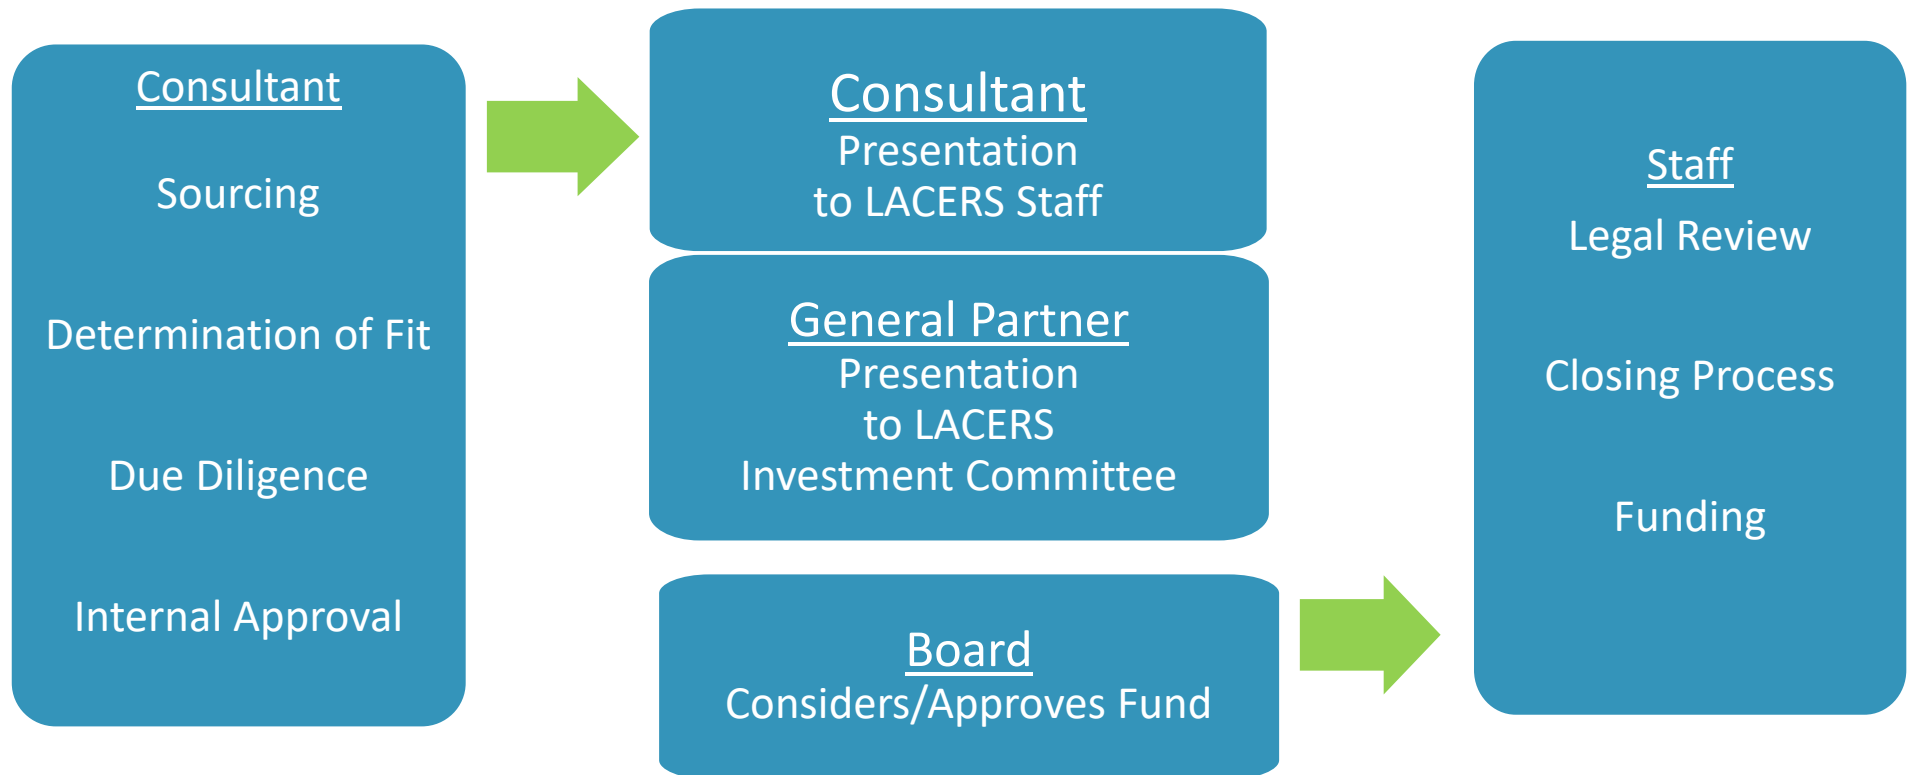 Consultant
Sourcing
Determination of Fit
Due Diligence
Internal Approval
Consultant
Presentation
to LACERS Staff
General Partner
Presentation
to LACERS
Investment Committee
Board
Considers/Approves Fund
Staff
Legal Review
Closing Process
Funding